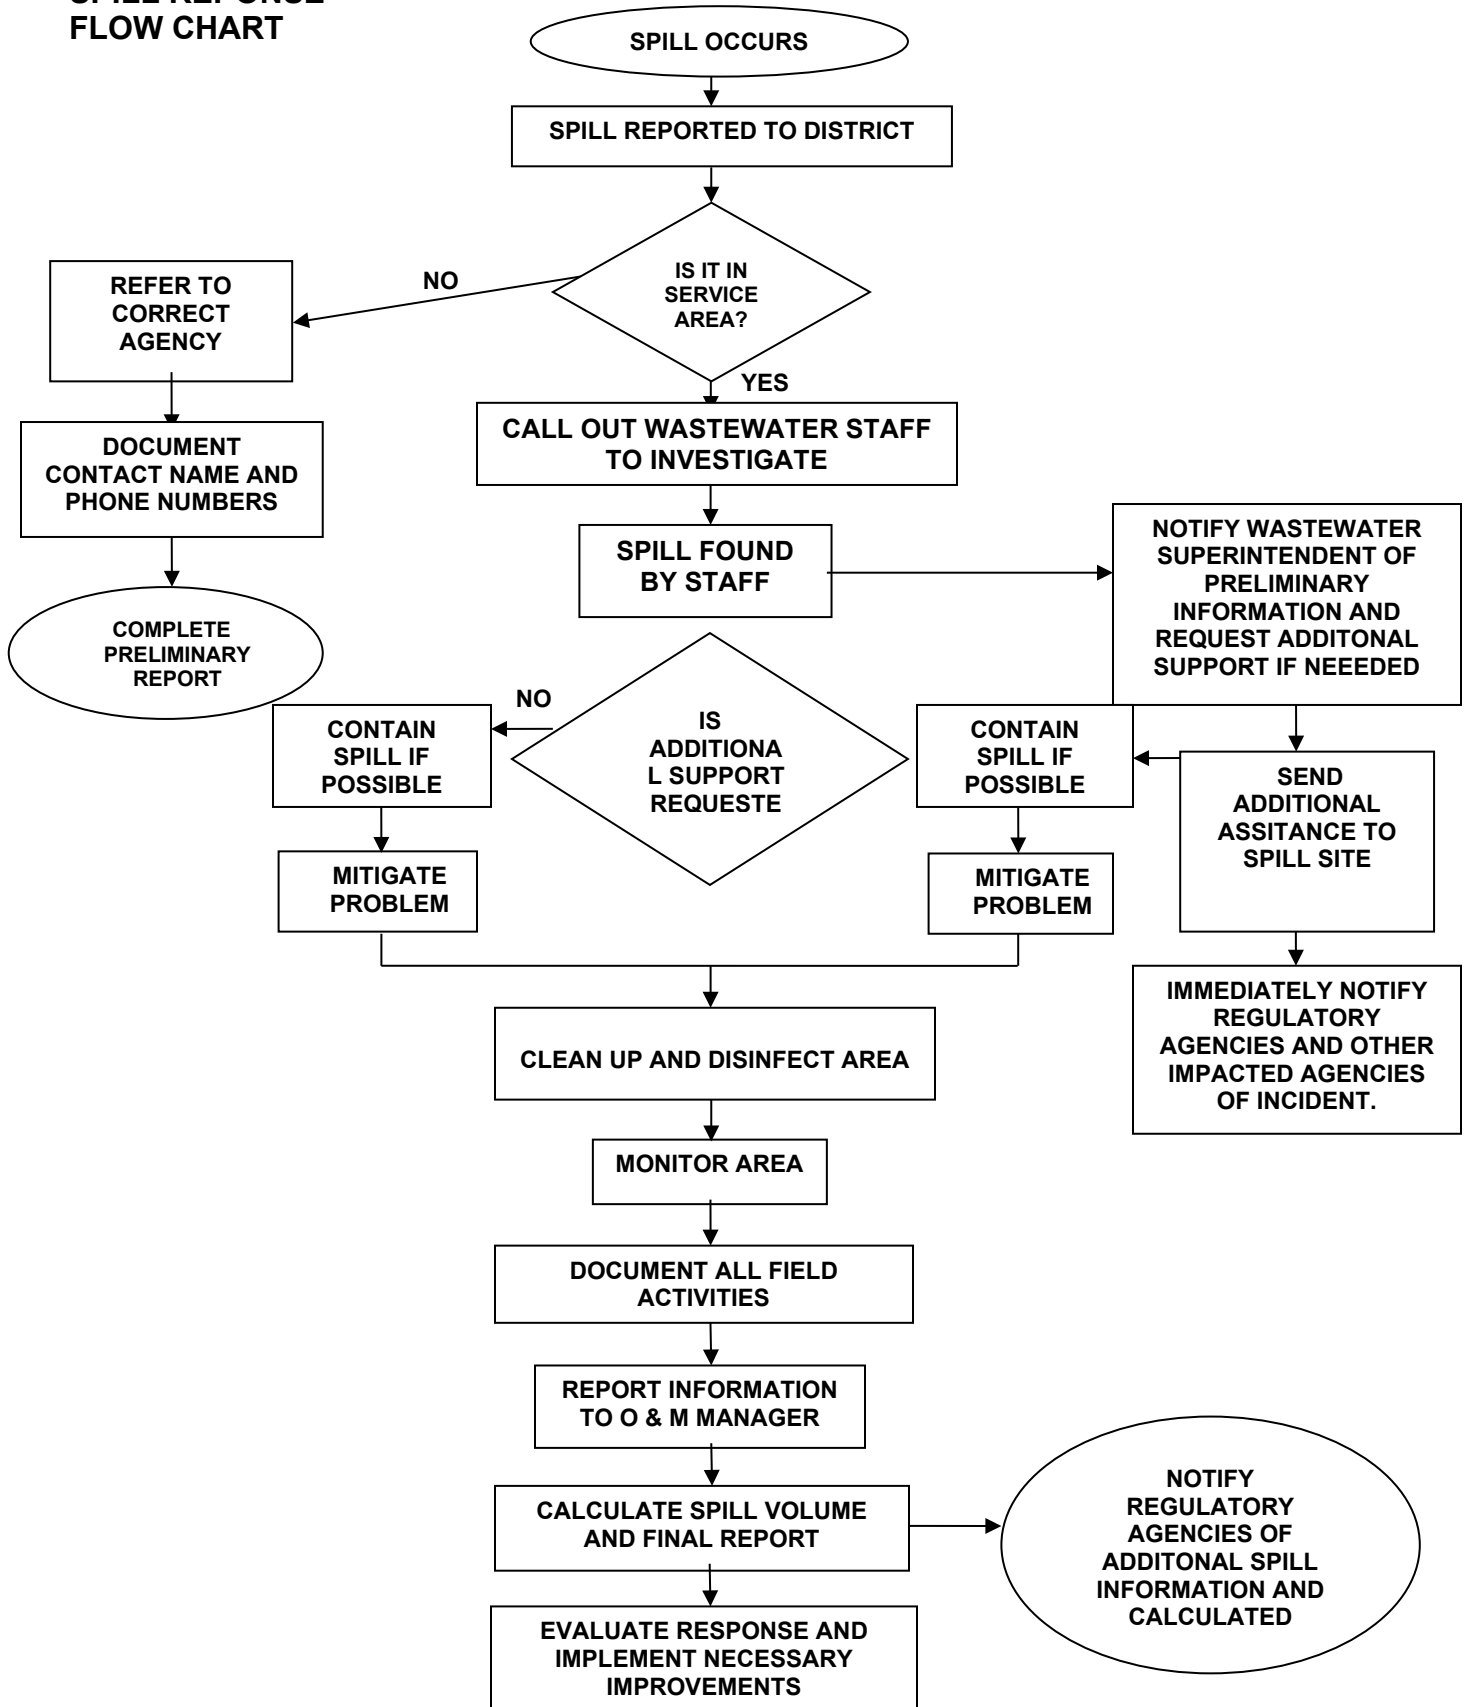 SPILL REPONSE
FLOW CHART
SPILL OCCURS
SPILL REPORTED TO DISTRICT
IS IT IN
SERVICE
AREA?
NO
REFER TO
CORRECT
AGENCY
DOCUMENT
CONTACT NAME AND
PHONE NUMBERS
COMPLETE
PRELIMINARY
REPORT
YES
CALL OUT WASTEWATER STAFF
TO INVESTIGATE
SPILL FOUND
BY STAFF
NOTIFY WASTEWATER
SUPERINTENDENT OF
PRELIMINARY
INFORMATION AND
REQUEST ADDITONAL
SUPPORT IF NEEEDED
IS
ADDITIONA
L SUPPORT
REQUESTE
NO
CONTAIN
SPILL IF
POSSIBLE
MITIGATE
PROBLEM
CONTAIN
SPILL IF
POSSIBLE
MITIGATE
PROBLEM
SEND
ADDITIONAL
ASSITANCE TO
SPILL SITE
IMMEDIATELY NOTIFY
REGULATORY
AGENCIES AND OTHER
IMPACTED AGENCIES
OF INCIDENT.
CLEAN UP AND DISINFECT AREA
MONITOR AREA
DOCUMENT ALL FIELD
ACTIVITIES
REPORT INFORMATION
TO O & M MANAGER
CALCULATE SPILL VOLUME
AND FINAL REPORT
NOTIFY
REGULATORY
AGENCIES OF
ADDITONAL SPILL
INFORMATION AND
CALCULATED
EVALUATE RESPONSE AND
IMPLEMENT NECESSARY
IMPROVEMENTS